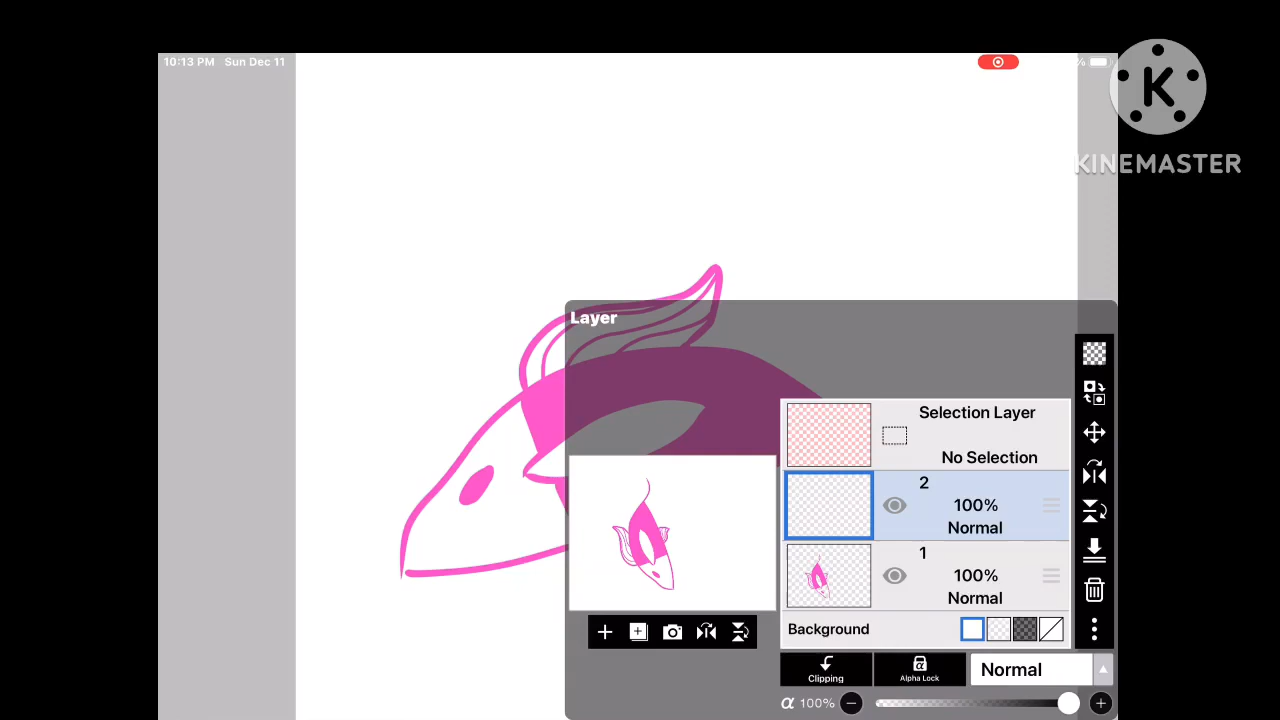 10:13 PM Sun Dec 11
%
KINEMASTER
Layer
Selection Layer
No Selection
2
100%
Normal
1
100%
Normal
Background
Clipping
Alpha Lock
Normal
α 100%